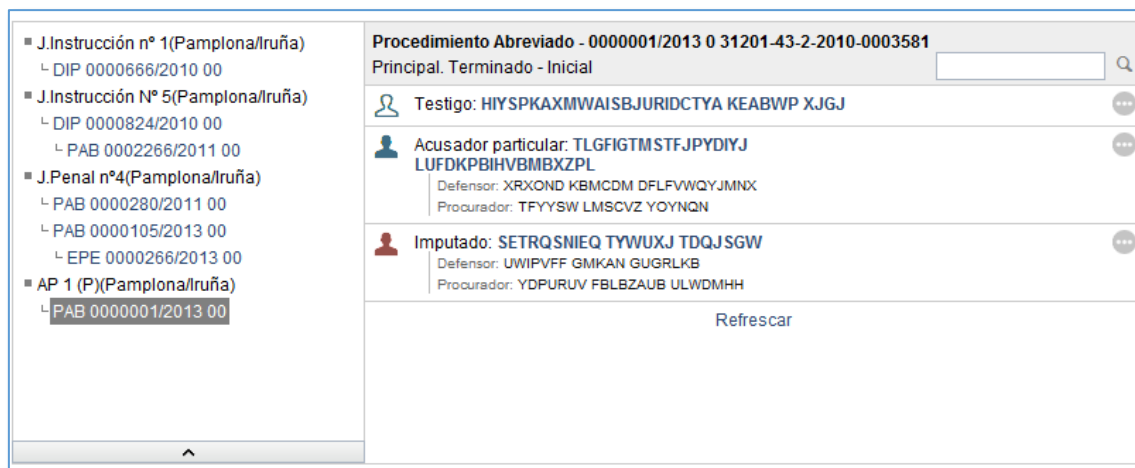 J.Instrucción nº 1(Pamplona/Iruña)
DIP 0000666/2010 00
J.Instrucción Nº 5(Pamplona/Iruña)
DIP 0000824/2010 00
PAB 0002266/2011 00
J.Penal nº4(Pamplona/Iruña)
PAB 0000280/2011 00
PAB 0000105/2013 00
EPE 0000266/2013 00
AP 1 (P)(Pamplona/Iruña)
PAB 0000001/2013 00
Procedimiento Abreviado - 0000001/2013 0 31201-43-2-2010-0003581
Principal. Terminado - Inicial
Testigo: HIYSPKAXMWAISBJURIDCTYA KEABWP XJGJ
Acusador particular: TLGFIGTMSTFJPYDIYJ
LUFDKPBIHVBMBXZPL
Defensor: XRXOND KBMCDM DFLFVWQYJMNX
Procurador: TFYYSW LMSCVZ YOYNQN
Imputado: SETRQSNIEQ TYWUXJ TDQJSGW
Defensor: UWIPVFF GMKAN GUGRLKB
Procurador: YDPURUV FBLBZAUB ULWDMHH
Refrescar